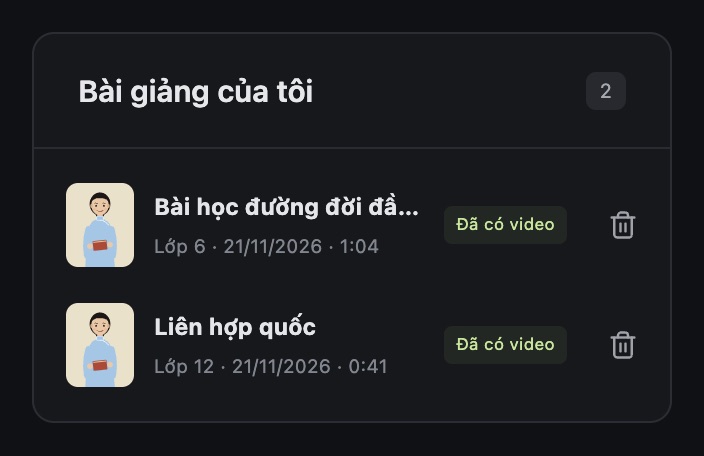 Bài giảng của tôi
2
Bài học đường đời đầ...
Đã có video
Lớp 6 · 21/11/2026 · 1:04
Liên hợp quốc
Đã có video
Lớp 12 · 21/11/2026 · 0:41